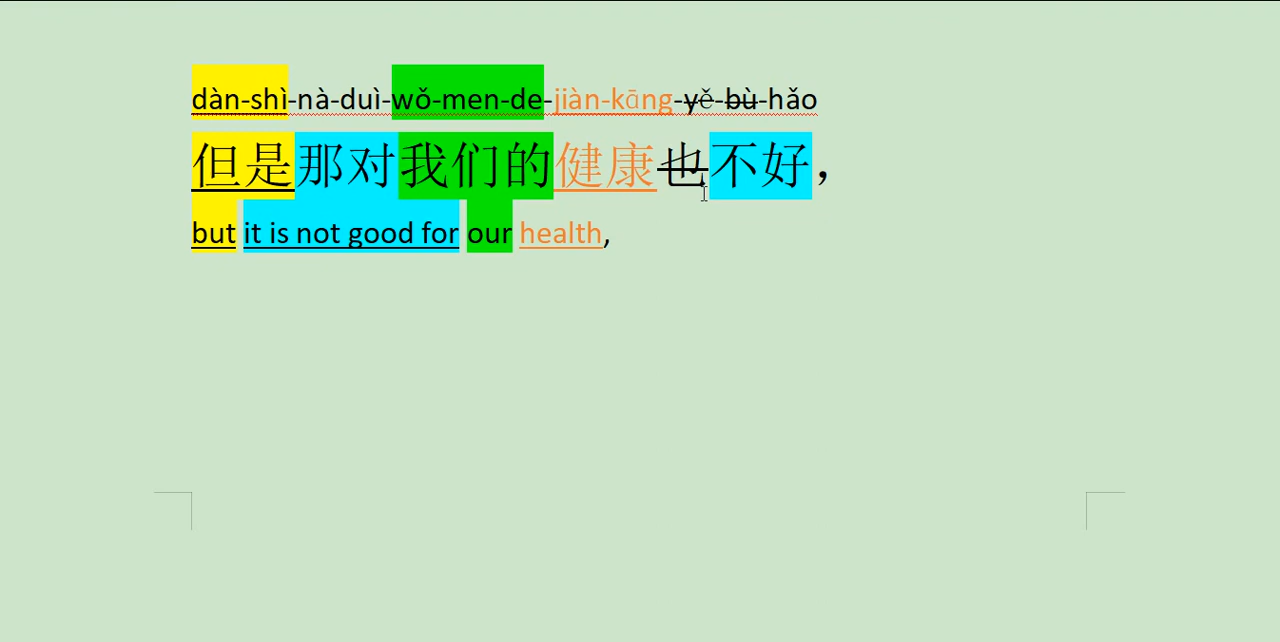 dàn-shì-nà-duì-wǒ-men-de-jiàn-kāng-yě-bù-hǎo
但是那对我们的健康也不好，
but it is not good for our health,